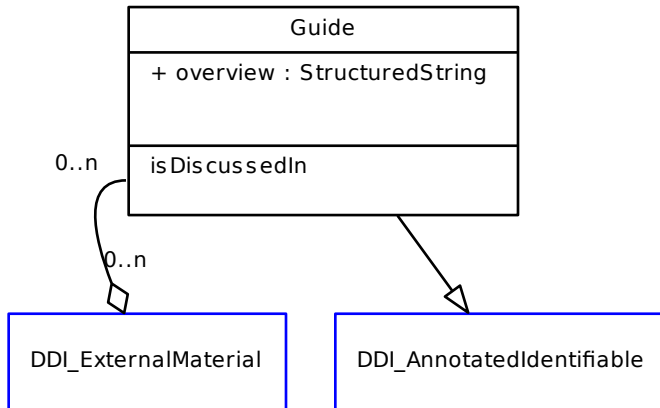 Guide
+ overview : StructuredString
0..n
isDiscussedIn
0..n
DDI_ExternalMaterial
DDI_AnnotatedIdentifiable